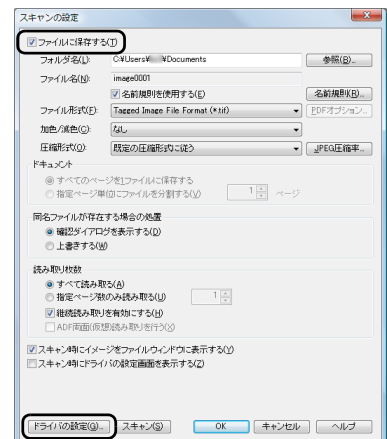 スキャンの設定
ファイルに保存する(T)
フォルダ名(L): C:¥Users¥ ¥Documents 参照(B)...
ファイル名(N): image0001
名前規則を使用する(E) 名前規則(R)...
ファイル形式(F): Tagged Image File Format (*.tif) PDFオプション...
加色/減色(C): なし
圧縮形式(O): 既定の圧縮形式に従う JPEG圧縮率...
ドキュメント
すべてのページを1ファイルに保存する
指定ページ単位にファイルを分割する(V) 1 ページ
同名ファイルが存在する場合の処置
確認ダイアログを表示する(D)
上書きする(W)
読み取り枚数
すべて読み取る(A)
指定ページ数のみ読み取る(U) 1
継続読み取りを有効にする(H)
ADF両面(仮想)読み取りを行う(X)
スキャン時にイメージをファイルウィンドウに表示する(Y)
スキャン時にドライバの設定画面を表示する(Z)
ドライバの設定(G)... スキャン(S) OK キャンセル ヘルプ